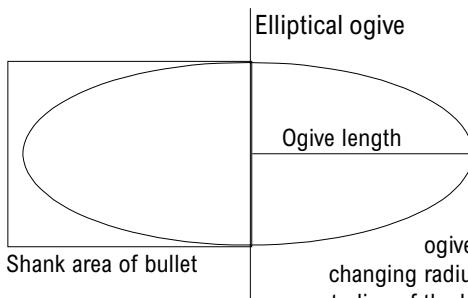 Elliptical ogive
Ogive length
ogive
Shank area of bullet
changing radiu